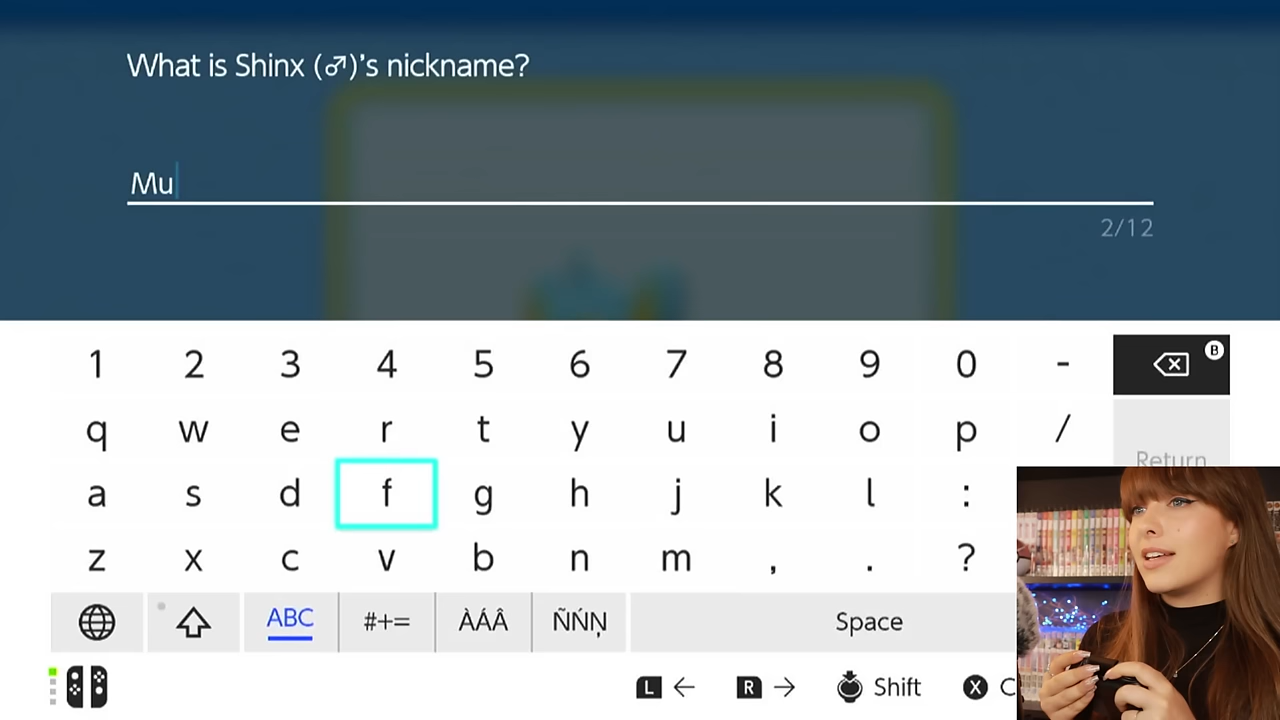 What is Shinx (♂)'s nickname?
Mu
2/12
1 2 3 4 5 6 7 8 9 0 -
B
q w e r t y u i o p /
a s d f g h j k l :
Return
z x c v b n m , . ?
ABC #+= ÀÁÂ ÑŃŅ Space
L ← R → Shift X C